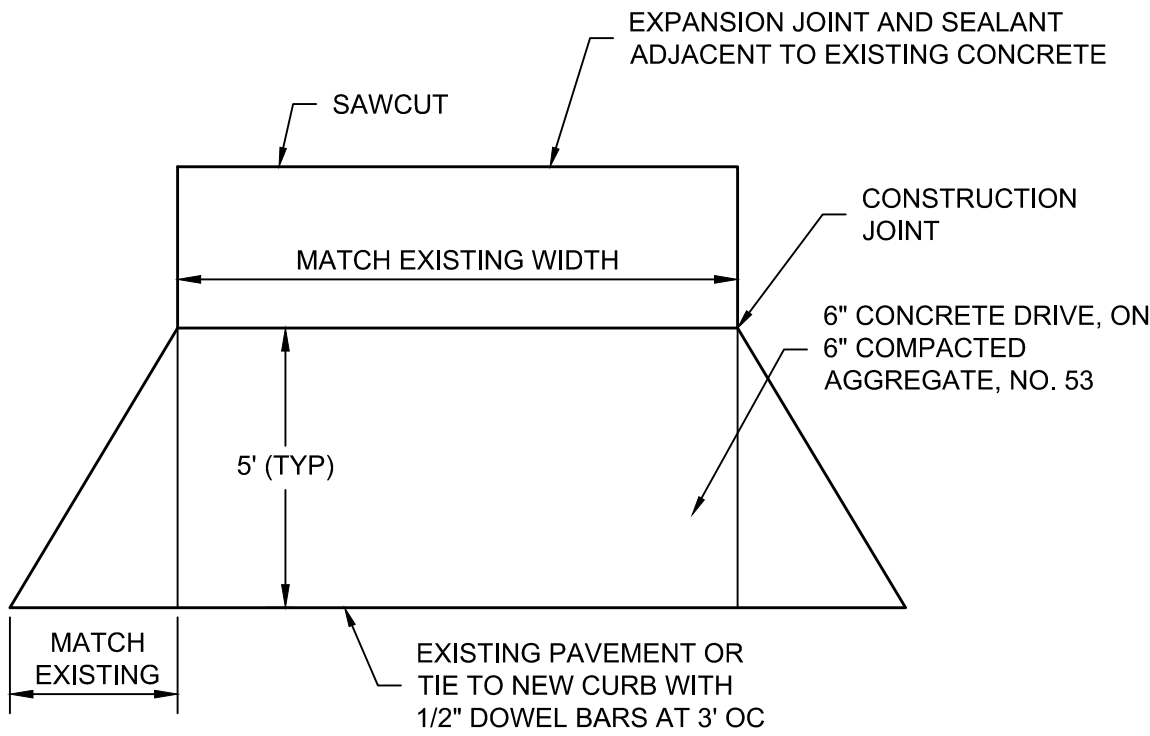 EXPANSION JOINT AND SEALANT
ADJACENT TO EXISTING CONCRETE
SAWCUT
CONSTRUCTION
JOINT
MATCH EXISTING WIDTH
6" CONCRETE DRIVE, ON
6" COMPACTED
AGGREGATE, NO. 53
5' (TYP)
MATCH
EXISTING
EXISTING PAVEMENT OR
TIE TO NEW CURB WITH
1/2" DOWEL BARS AT 3' OC